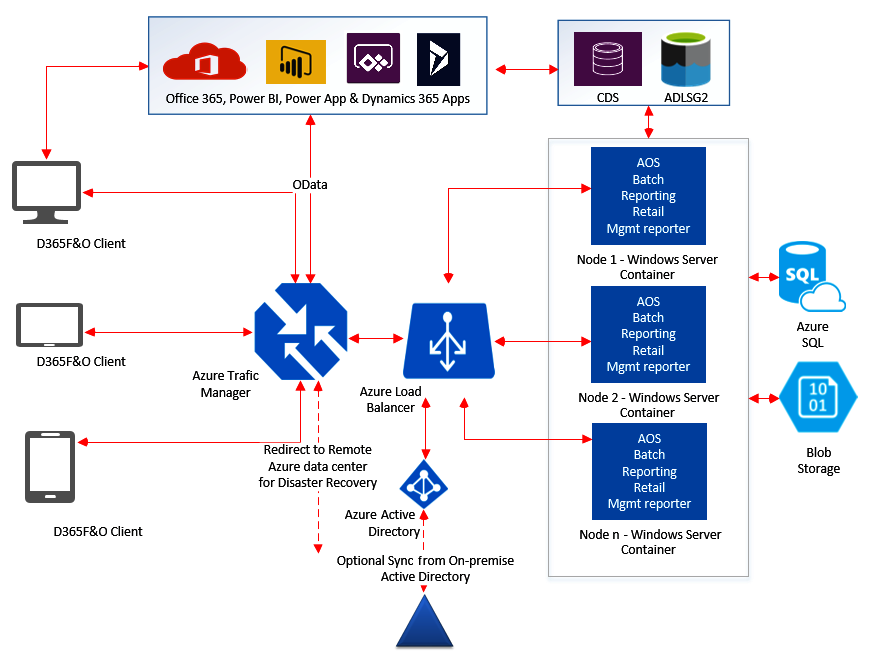 Office 365, Power BI, Power App & Dynamics 365 Apps
CDS
ADLSG2
OData
D365F&O Client
D365F&O Client
D365F&O Client
Azure Trafic
Manager
Redirect to Remote
Azure data center
for Disaster Recovery
Azure Load
Balancer
Azure Active
Directory
Optional Sync from On-premise
Active Directory
AOS
Batch
Reporting
Retail
Mgmt reporter
Node 1 - Windows Server
Container
AOS
Batch
Reporting
Retail
Mgmt reporter
Node 2 - Windows Server
Container
AOS
Batch
Reporting
Retail
Mgmt reporter
Node n - Windows Server
Container
SQL
Azure
SQL
10
01
Blob
Storage